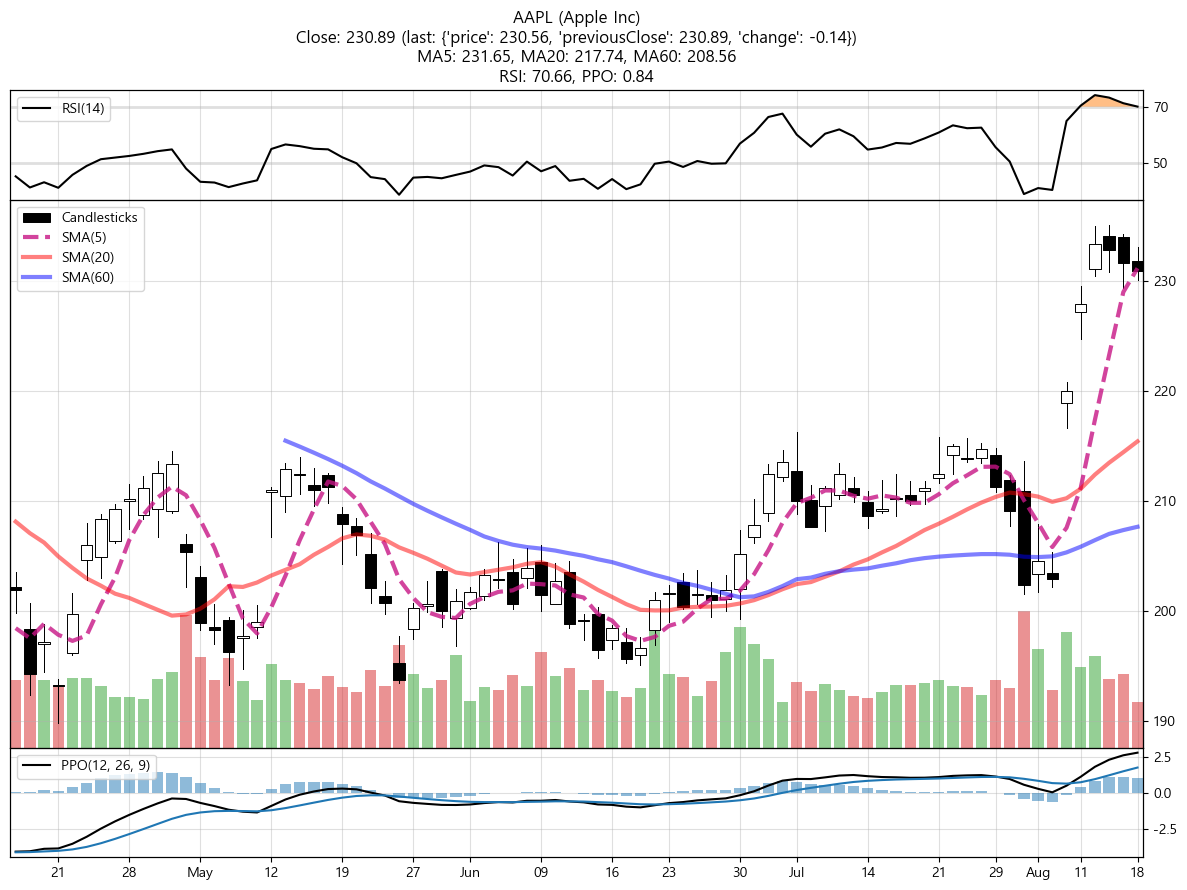 AAPL (Apple Inc)
Close: 230.89 (last: {'price': 230.56, 'previousClose': 230.89, 'change': -0.14})
MA5: 231.65, MA20: 217.74, MA60: 208.56
RSI: 70.66, PPO: 0.84
RSI(14)
70
50
Candlesticks
SMA(5)
SMA(20)
SMA(60)
230
220
210
200
190
PPO(12, 26, 9)
2.5
0.0
-2.5
21 28 May 12 19 27 Jun 09 16 23 30 Jul 14 21 29 Aug 11 18